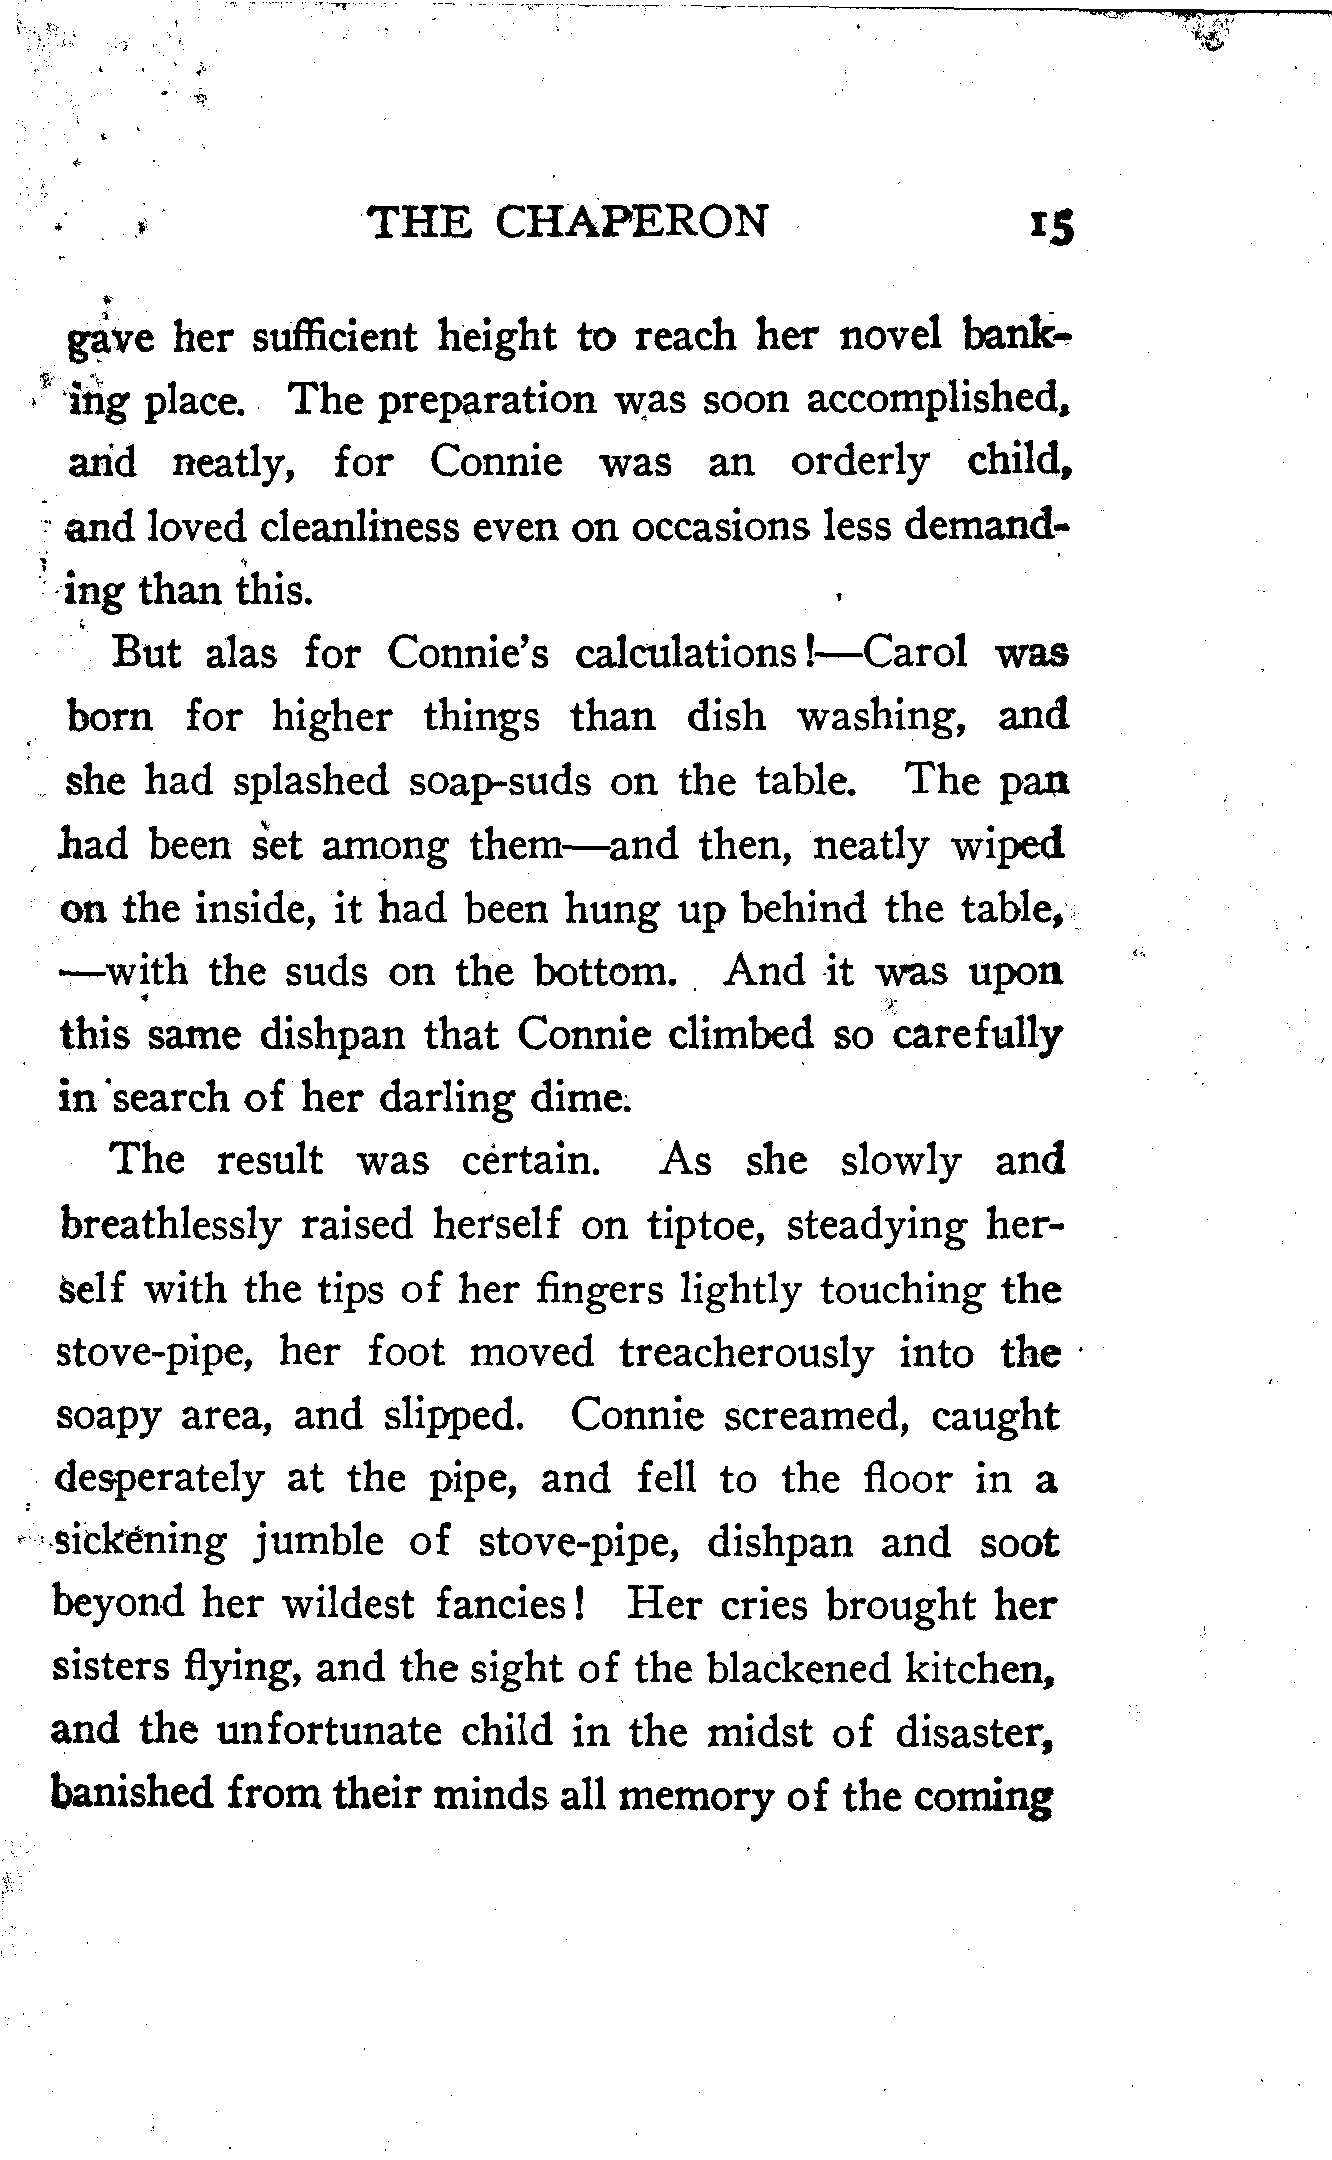 THE CHAPERON 15
gave her sufficient height to reach her novel bank-
ing place. The preparation was soon accomplished,
and neatly, for Connie was an orderly child,
and loved cleanliness even on occasions less demand-
ing than this.
But alas for Connie's calculations!—Carol was
born for higher things than dish washing, and
she had splashed soap-suds on the table. The pan
had been set among them—and then, neatly wiped
on the inside, it had been hung up behind the table,
—with the suds on the bottom. And it was upon
this same dishpan that Connie climbed so carefully
in search of her darling dime.
The result was certain. As she slowly and
breathlessly raised herself on tiptoe, steadying her-
self with the tips of her fingers lightly touching the
stove-pipe, her foot moved treacherously into the
soapy area, and slipped. Connie screamed, caught
desperately at the pipe, and fell to the floor in a
sickening jumble of stove-pipe, dishpan and soot
beyond her wildest fancies! Her cries brought her
sisters flying, and the sight of the blackened kitchen,
and the unfortunate child in the midst of disaster,
banished from their minds all memory of the coming